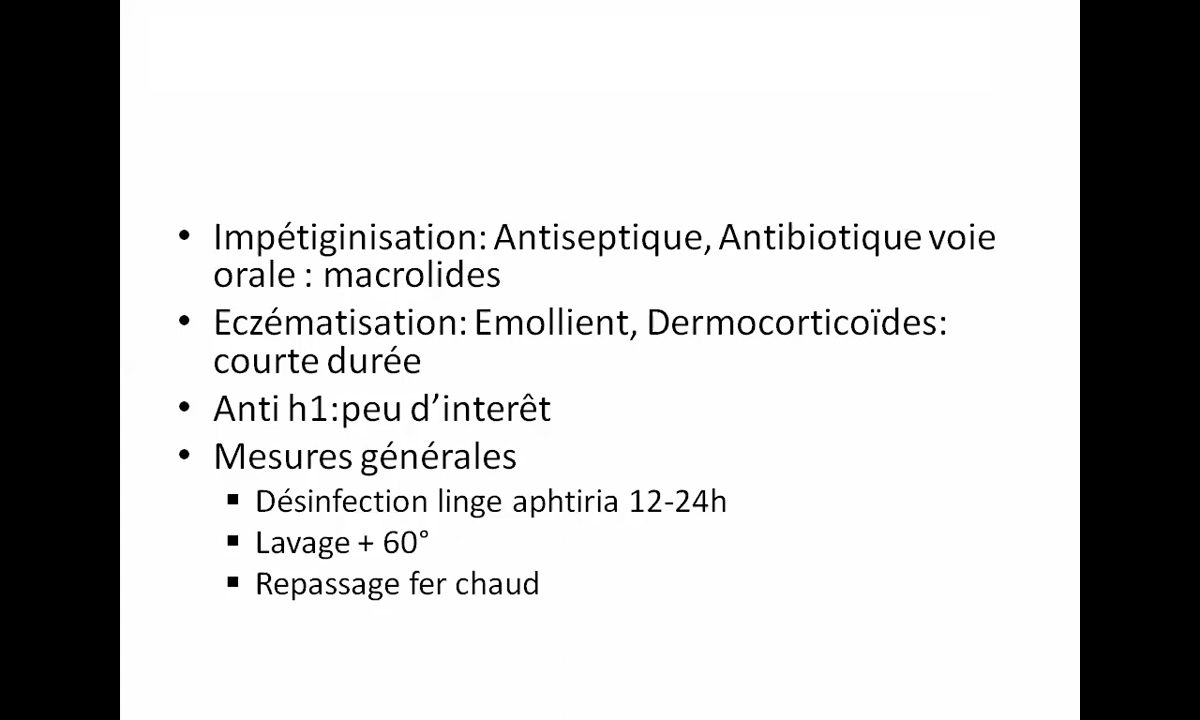 • Impétiginisation: Antiseptique, Antibiotique voie
orale : macrolides
• Eczématisation: Emollient, Dermocorticoïdes:
courte durée
• Anti h1:peu d’interêt
• Mesures générales
▪ Désinfection linge aphtiria 12-24h
▪ Lavage + 60°
▪ Repassage fer chaud